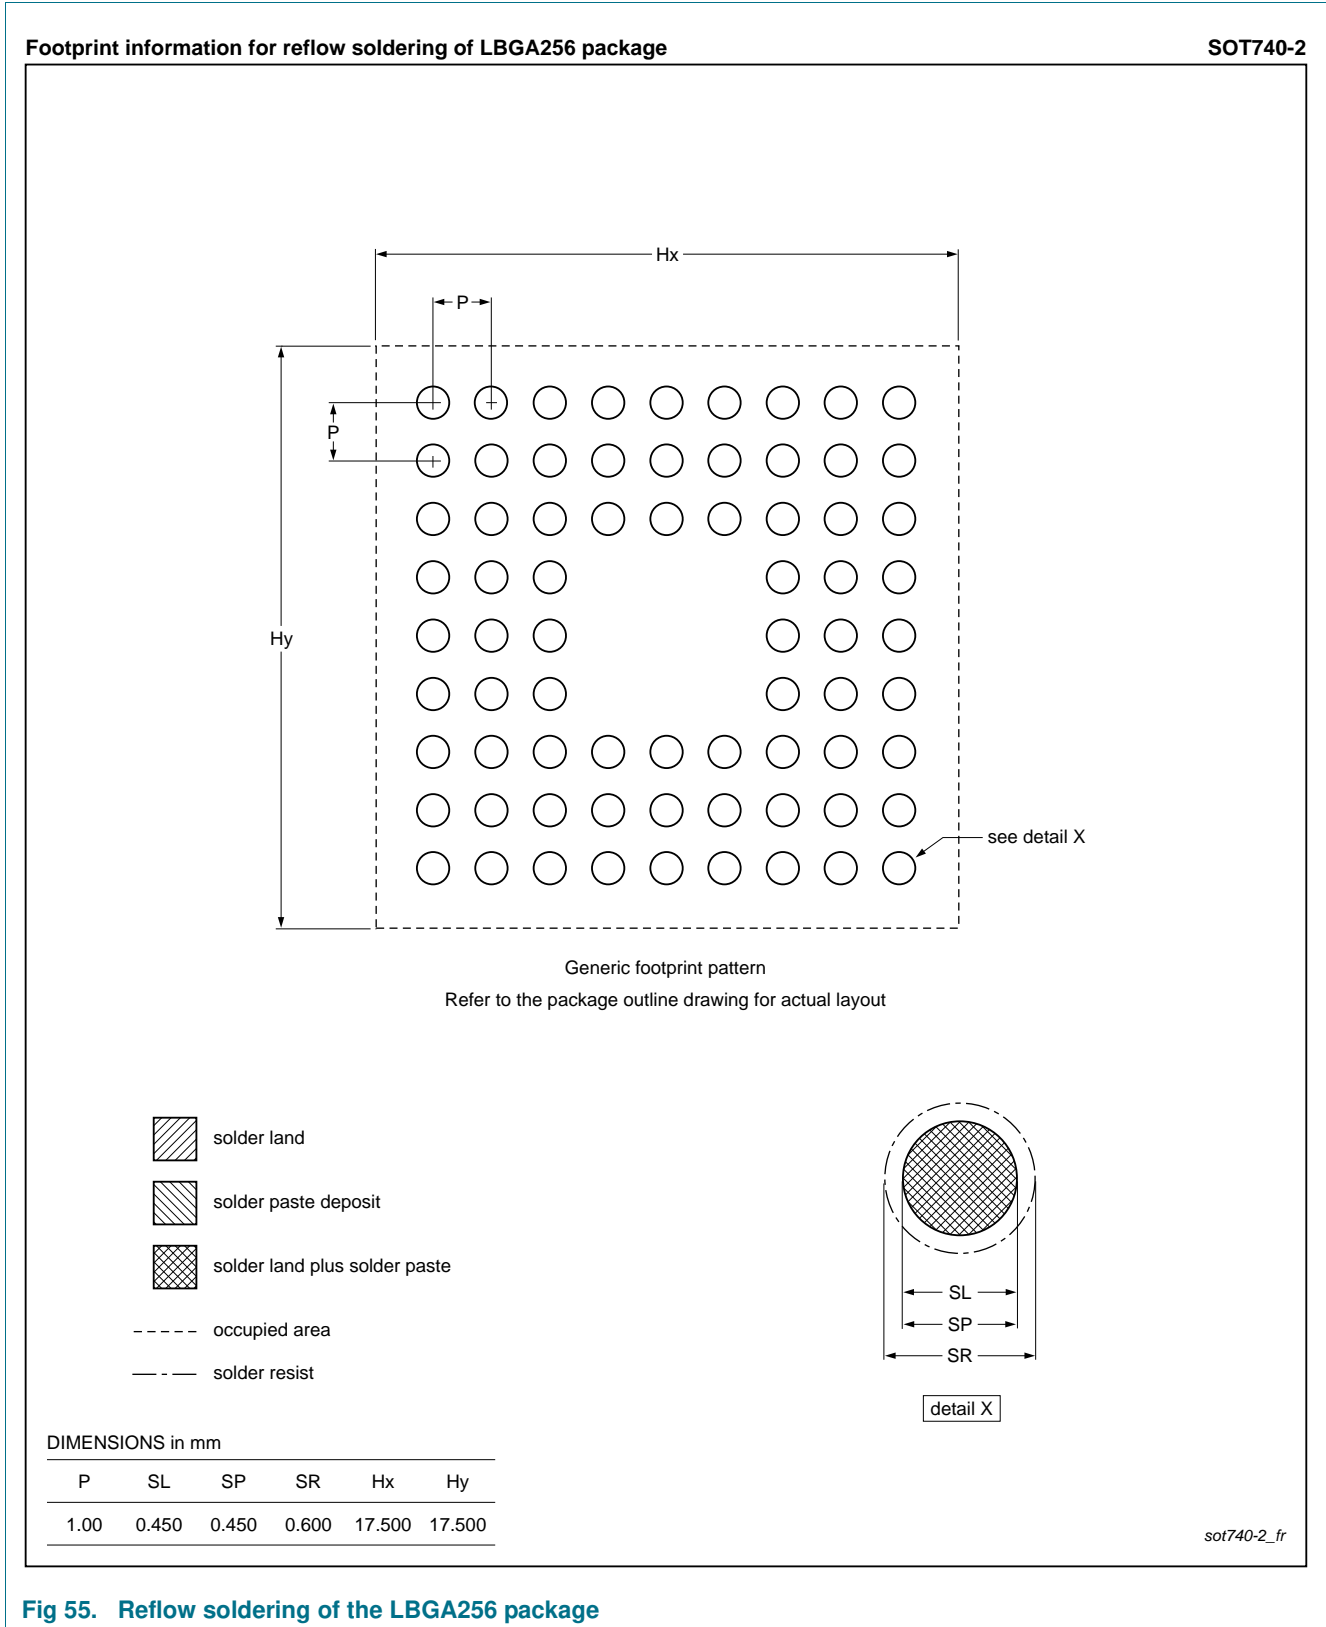 Footprint information for reflow soldering of LBGA256 package SOT740-2
Hx
P
P
Hy
see detail X
Generic footprint pattern
Refer to the package outline drawing for actual layout
solder land
solder paste deposit
solder land plus solder paste
occupied area
solder resist
SL
SP
SR
detail X
DIMENSIONS in mm
P SL SP SR Hx Hy
1.00 0.450 0.450 0.600 17.500 17.500
sot740-2_fr
Fig 55. Reflow soldering of the LBGA256 package